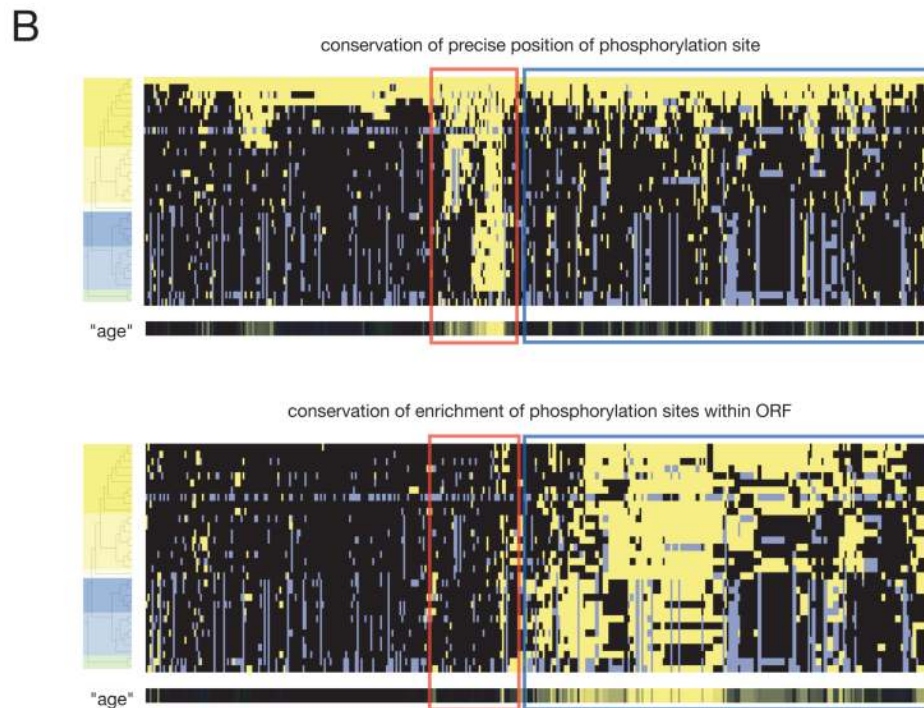 B
conservation of precise position of phosphorylation site
"age"
conservation of enrichment of phosphorylation sites within ORF
"age"